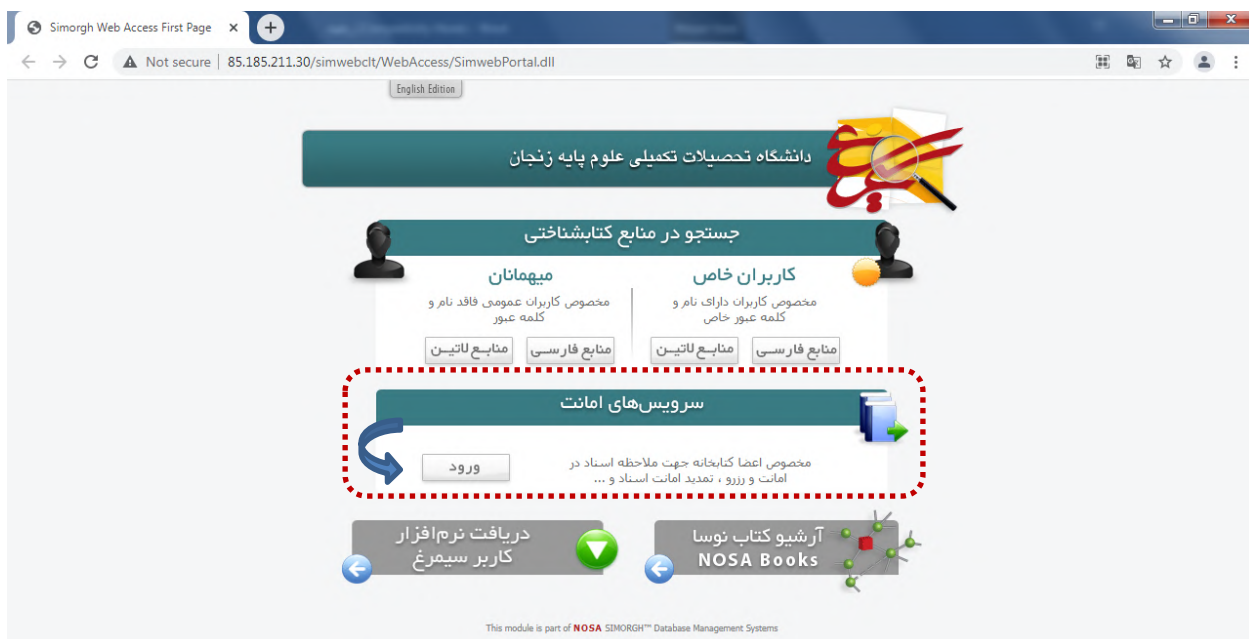 Simorgh Web Access First Page
Not secure | 85.185.211.30/simwebclt/WebAccess/SimwebPortal.dll
English Edition
دانشگاه تحصیلات تکمیلی علوم پایه زنجان
سیمرغ
جستجو در منابع کتابشناختی
کاربران خاص
مخصوص کاربران دارای نام و
کلمه عبور خاص
منابع فارسی
منابع لاتین
میهمانان
مخصوص کاربران عمومی فاقد نام و
کلمه عبور
منابع فارسی
منابع لاتین
سرویس‌های امانت
مخصوص اعضا کتابخانه جهت ملاحظه اسناد در
امانت و رزرو ، تمدید امانت اسناد و ...
ورود
آرشیو کتاب نوسا
NOSA Books
دریافت نرم‌افزار
کاربر سیمرغ
This module is part of NOSA SIMORGH™ Database Management Systems